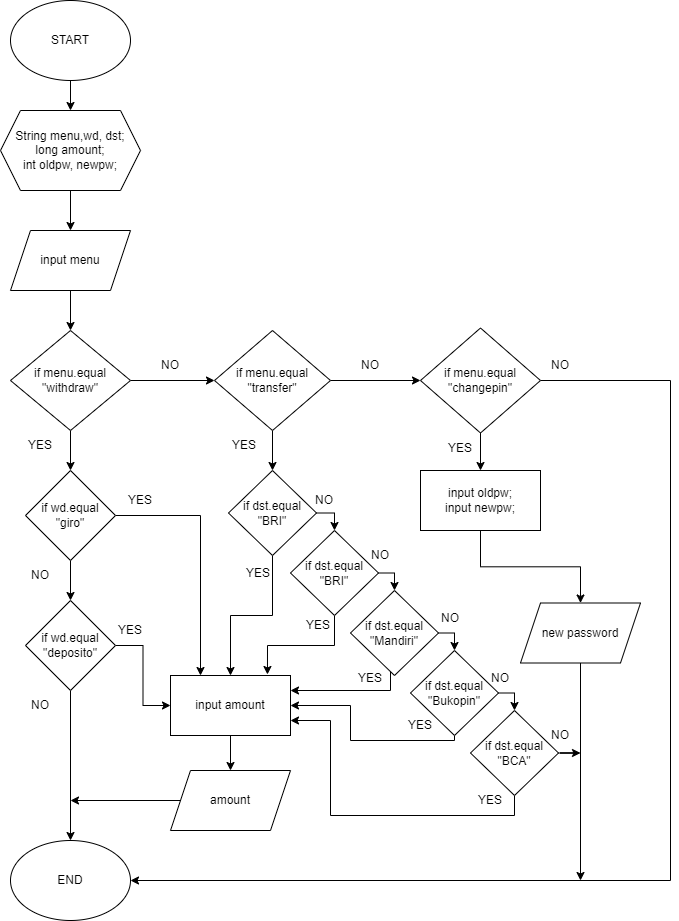 START
String menu,wd, dst;
long amount;
int oldpw, newpw;
input menu
if menu.equal
"withdraw"
NO
if menu.equal
"transfer"
NO
if menu.equal
"changepin"
NO
YES
YES
YES
if wd.equal
"giro"
YES
if dst.equal
"BRI"
NO
input oldpw;
input newpw;
NO
YES
if dst.equal
"BRI"
NO
if wd.equal
"deposito"
YES
YES
if dst.equal
"Mandiri"
NO
new password
NO
YES
if dst.equal
"Bukopin"
NO
input amount
YES
if dst.equal
"BCA"
NO
amount
YES
END